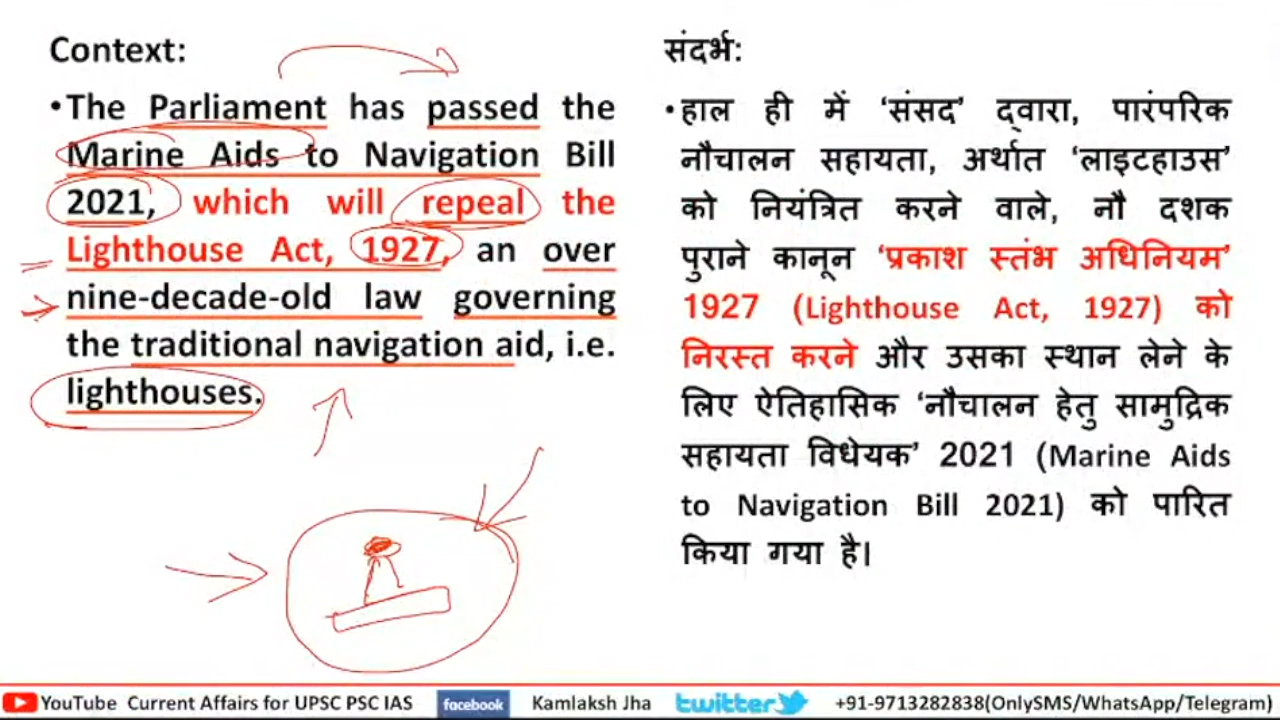 Context:
•The Parliament has passed the
Marine Aids to Navigation Bill
2021, which will repeal the
Lighthouse Act, 1927, an over
nine-decade-old law governing
the traditional navigation aid, i.e.
lighthouses.
संदर्भ:
•हाल ही में ‘संसद’ द्वारा, पारंपरिक
नौचालन सहायता, अर्थात ‘लाइटहाउस’
को नियंत्रित करने वाले, नौ दशक
पुराने कानून ‘प्रकाश स्तंभ अधिनियम’
1927 (Lighthouse Act, 1927) को
निरस्त करने और उसका स्थान लेने के
लिए ऐतिहासिक ‘नौचालन हेतु सामुद्रिक
सहायता विधेयक’ 2021 (Marine Aids
to Navigation Bill 2021) को पारित
किया गया है।
YouTube Current Affairs for UPSC PSC IAS facebook Kamlaksh Jha twitter +91-9713282838(OnlySMS/WhatsApp/Telegram)